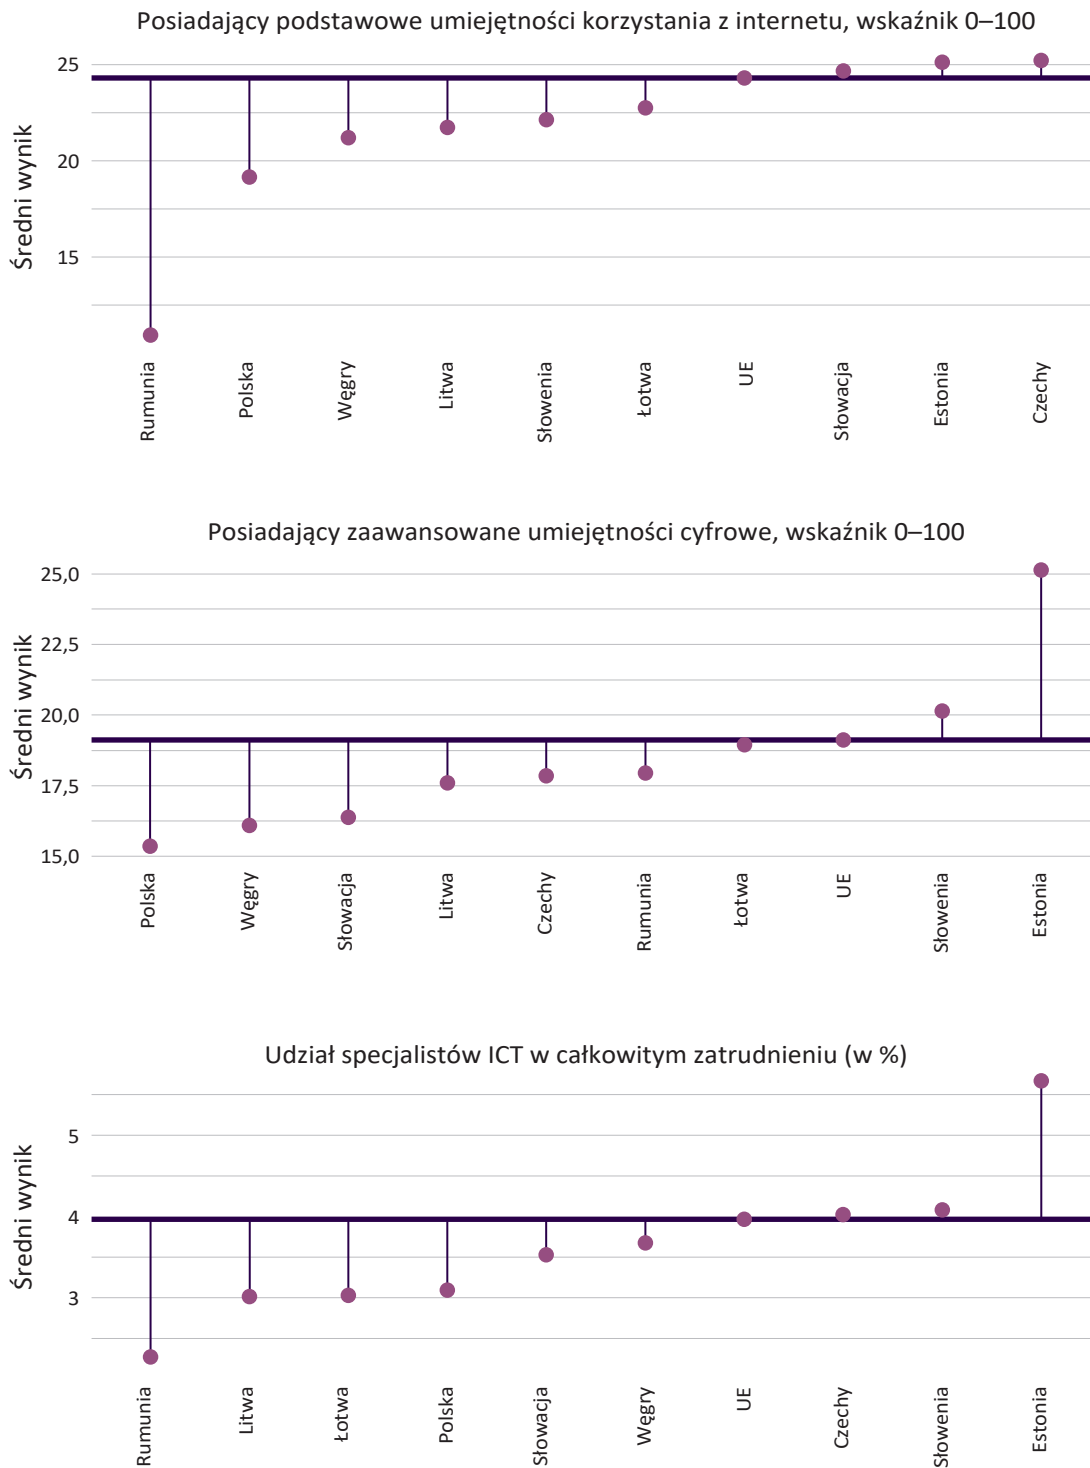 Posiadający podstawowe umiejętności korzystania z internetu, wskaźnik 0–100
Średni wynik
25
20
15
Rumunia
Polska
Węgry
Litwa
Słowenia
Łotwa
UE
Słowacja
Estonia
Czechy
Posiadający zaawansowane umiejętności cyfrowe, wskaźnik 0–100
Średni wynik
25,0
22,5
20,0
17,5
15,0
Polska
Węgry
Słowacja
Litwa
Czechy
Rumunia
Łotwa
UE
Słowenia
Estonia
Udział specjalistów ICT w całkowitym zatrudnieniu (w %)
Średni wynik
5
4
3
Rumunia
Litwa
Łotwa
Polska
Słowacja
Węgry
UE
Czechy
Słowenia
Estonia